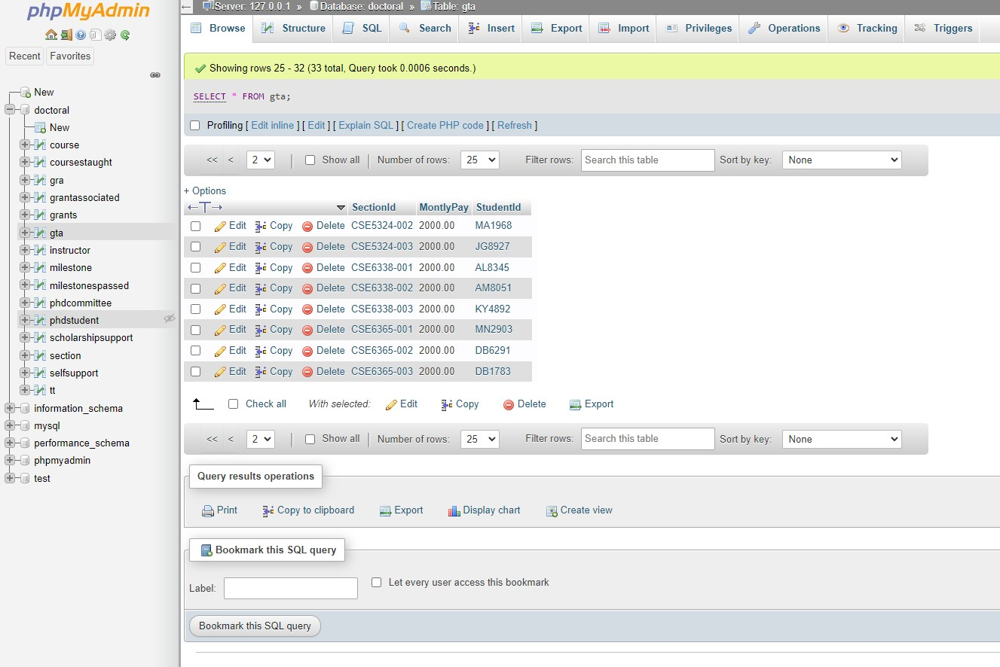 phpMyAdmin
Recent Favorites
New
doctoral
New
course
coursestaught
gra
grantassociated
grants
gta
instructor
milestone
milestonespassed
phdcommittee
phdstudent
scholarshipsupport
section
selfsupport
tt
information_schema
mysql
performance_schema
phpmyadmin
test
← Server: 127.0.0.1 » Database: doctoral » Table: gta
Browse Structure SQL Search Insert Export Import Privileges Operations Tracking Triggers
Showing rows 25 - 32 (33 total, Query took 0.0006 seconds.)
SELECT * FROM gta;
Profiling [ Edit inline ] [ Edit ] [ Explain SQL ] [ Create PHP code ] [ Refresh ]
<< < 2 | Show all | Number of rows: 25 Filter rows: Search this table Sort by key: None
+ Options
←T→ SectionId MontlyPay StudentId
Edit Copy Delete CSE5324-002 2000.00 MA1968
Edit Copy Delete CSE5324-003 2000.00 JG8927
Edit Copy Delete CSE6338-001 2000.00 AL8345
Edit Copy Delete CSE6338-002 2000.00 AM8051
Edit Copy Delete CSE6338-003 2000.00 KY4892
Edit Copy Delete CSE6365-001 2000.00 MN2903
Edit Copy Delete CSE6365-002 2000.00 DB6291
Edit Copy Delete CSE6365-003 2000.00 DB1783
Check all With selected: Edit Copy Delete Export
<< < 2 | Show all | Number of rows: 25 Filter rows: Search this table Sort by key: None
Query results operations
Print Copy to clipboard Export Display chart Create view
Bookmark this SQL query
Label: Let every user access this bookmark
Bookmark this SQL query